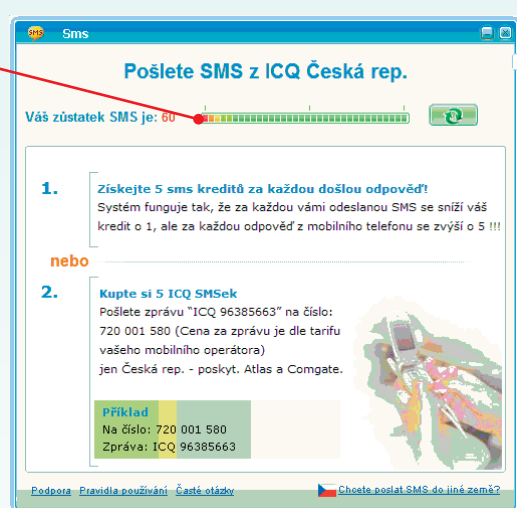 Sms
Pošlete SMS z ICQ Česká rep.
Váš zůstatek SMS je: 60
1.
Získejte 5 sms kreditů za každou došlou odpověď!
Systém funguje tak, že za každou vámi odeslanou SMS se sníží váš
kredit o 1, ale za každou odpověď z mobilního telefonu se zvýší o 5 !!!
nebo
2.
Kupte si 5 ICQ SMSek
Pošlete zprávu "ICQ 96385663" na číslo:
720 001 580 (Cena za zprávu je dle tarifu
vašeho mobilního operátora)
jen Česká rep. - poskyt. Atlas a Comgate.
Příklad
Na číslo: 720 001 580
Zpráva: ICQ 96385663
Podpora Pravidla používání Časté otázky Chcete poslat SMS do jiné země?